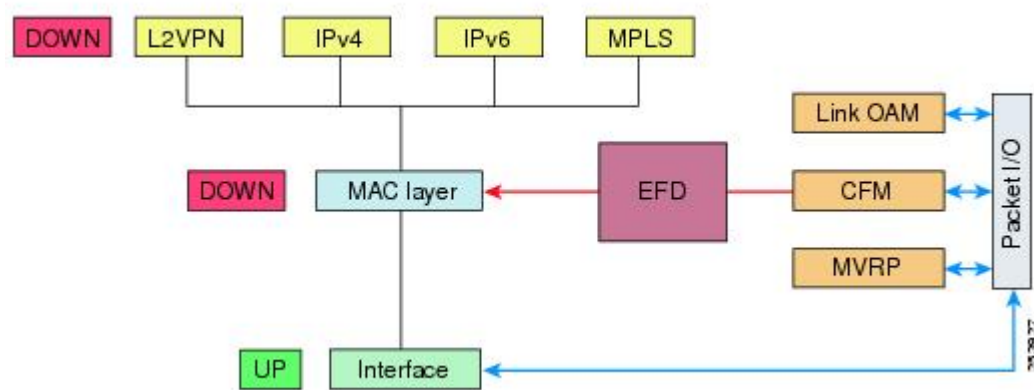 DOWN
L2VPN
IPv4
IPv6
MPLS
Link OAM
DOWN
MAC layer
EFD
CFM
Packet I/O
MVRP
UP
Interface